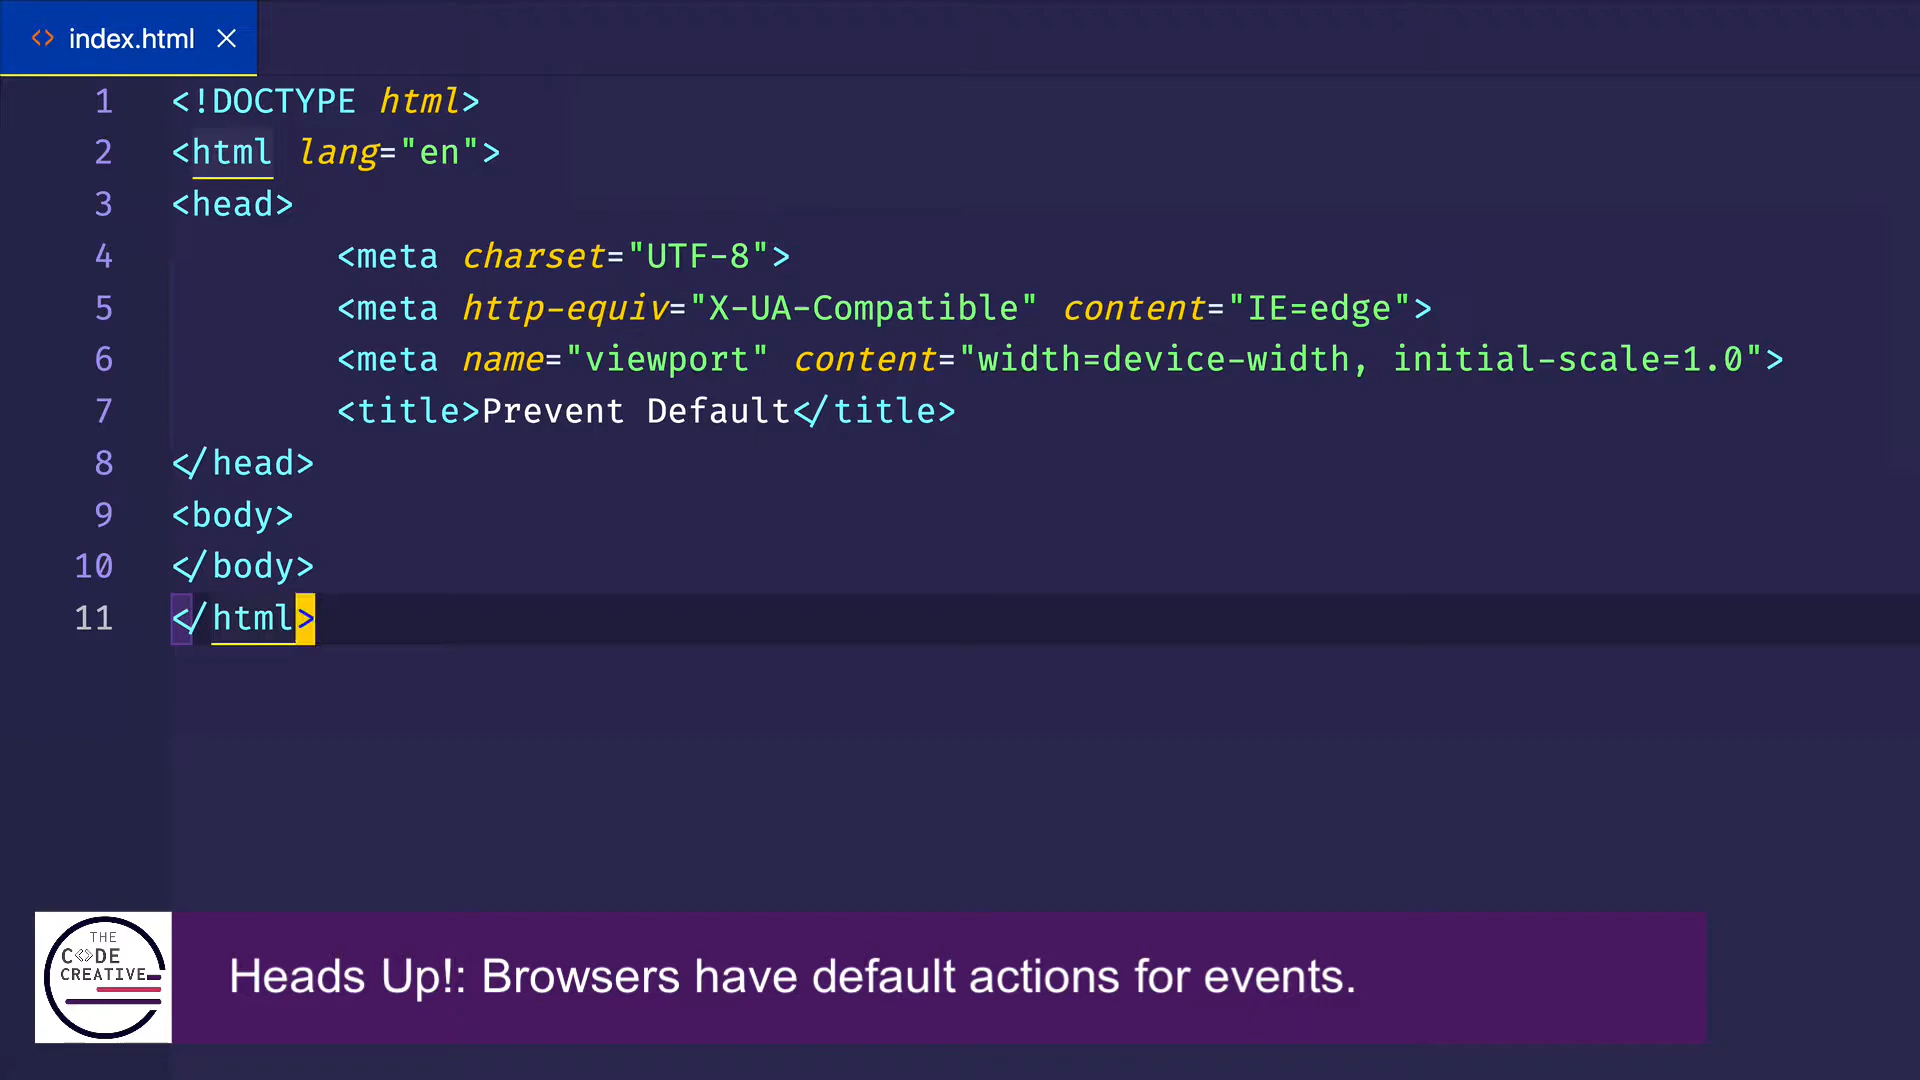 index.html
1 <!DOCTYPE html>
2 <html lang="en">
3 <head>
4 <meta charset="UTF-8">
5 <meta http-equiv="X-UA-Compatible" content="IE=edge">
6 <meta name="viewport" content="width=device-width, initial-scale=1.0">
7 <title>Prevent Default</title>
8 </head>
9 <body>
10 </body>
11 </html>
THE
C<>DE
CREATIVE
Heads Up!: Browsers have default actions for events.